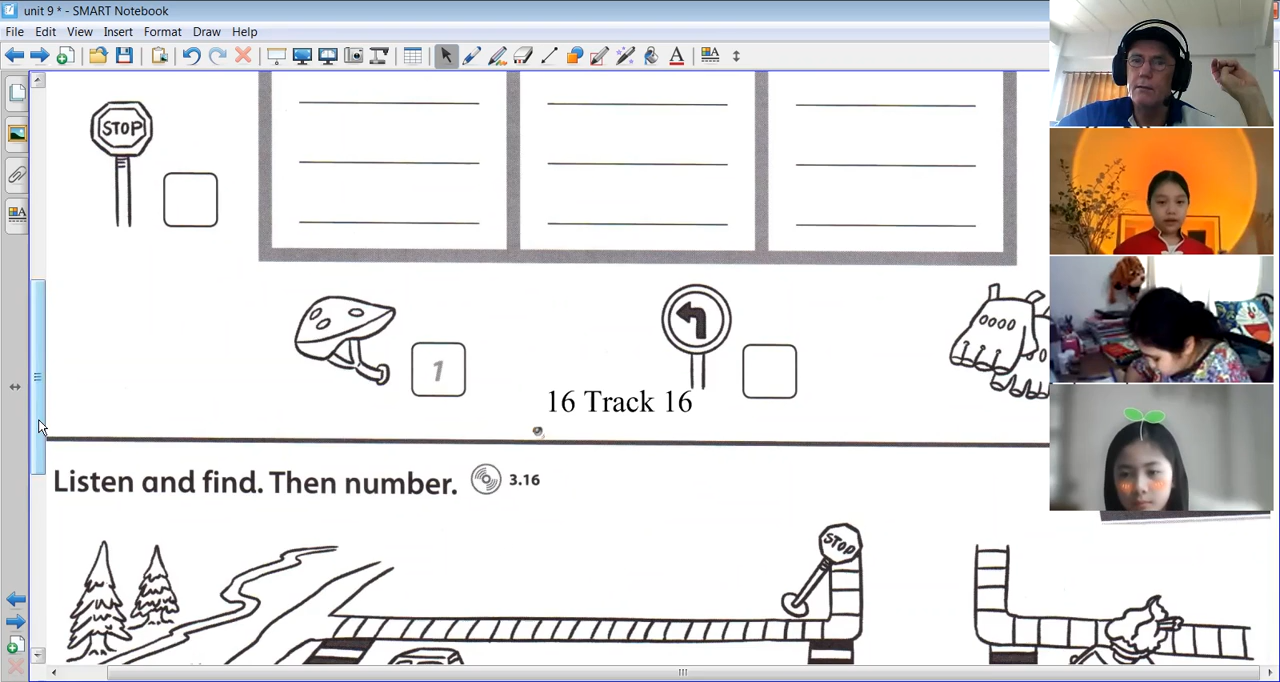 unit 9 * - SMART Notebook
File Edit View Insert Format Draw Help
STOP
1
16 Track 16
Listen and find. Then number. 3.16
STOP